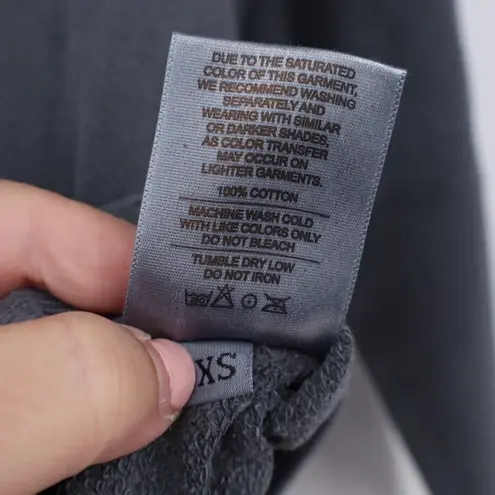 DUE TO THE SATURATED
COLOR OF THIS GARMENT,
WE RECOMMEND WASHING
SEPARATELY AND
WEARING WITH SIMILAR
OR DARKER SHADES,
AS COLOR TRANSFER
MAY OCCUR ON
LIGHTER GARMENTS.
100% COTTON
MACHINE WASH COLD
WITH LIKE COLORS ONLY
DO NOT BLEACH
TUMBLE DRY LOW
DO NOT IRON
XS